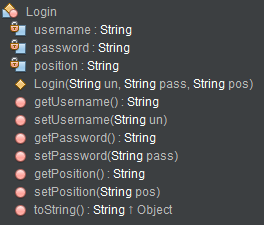 Login
username : String
password : String
position : String
Login(String un, String pass, String pos)
getUsername() : String
setUsername(String un)
getPassword() : String
setPassword(String pass)
getPosition() : String
setPosition(String pos)
toString() : String ↑ Object